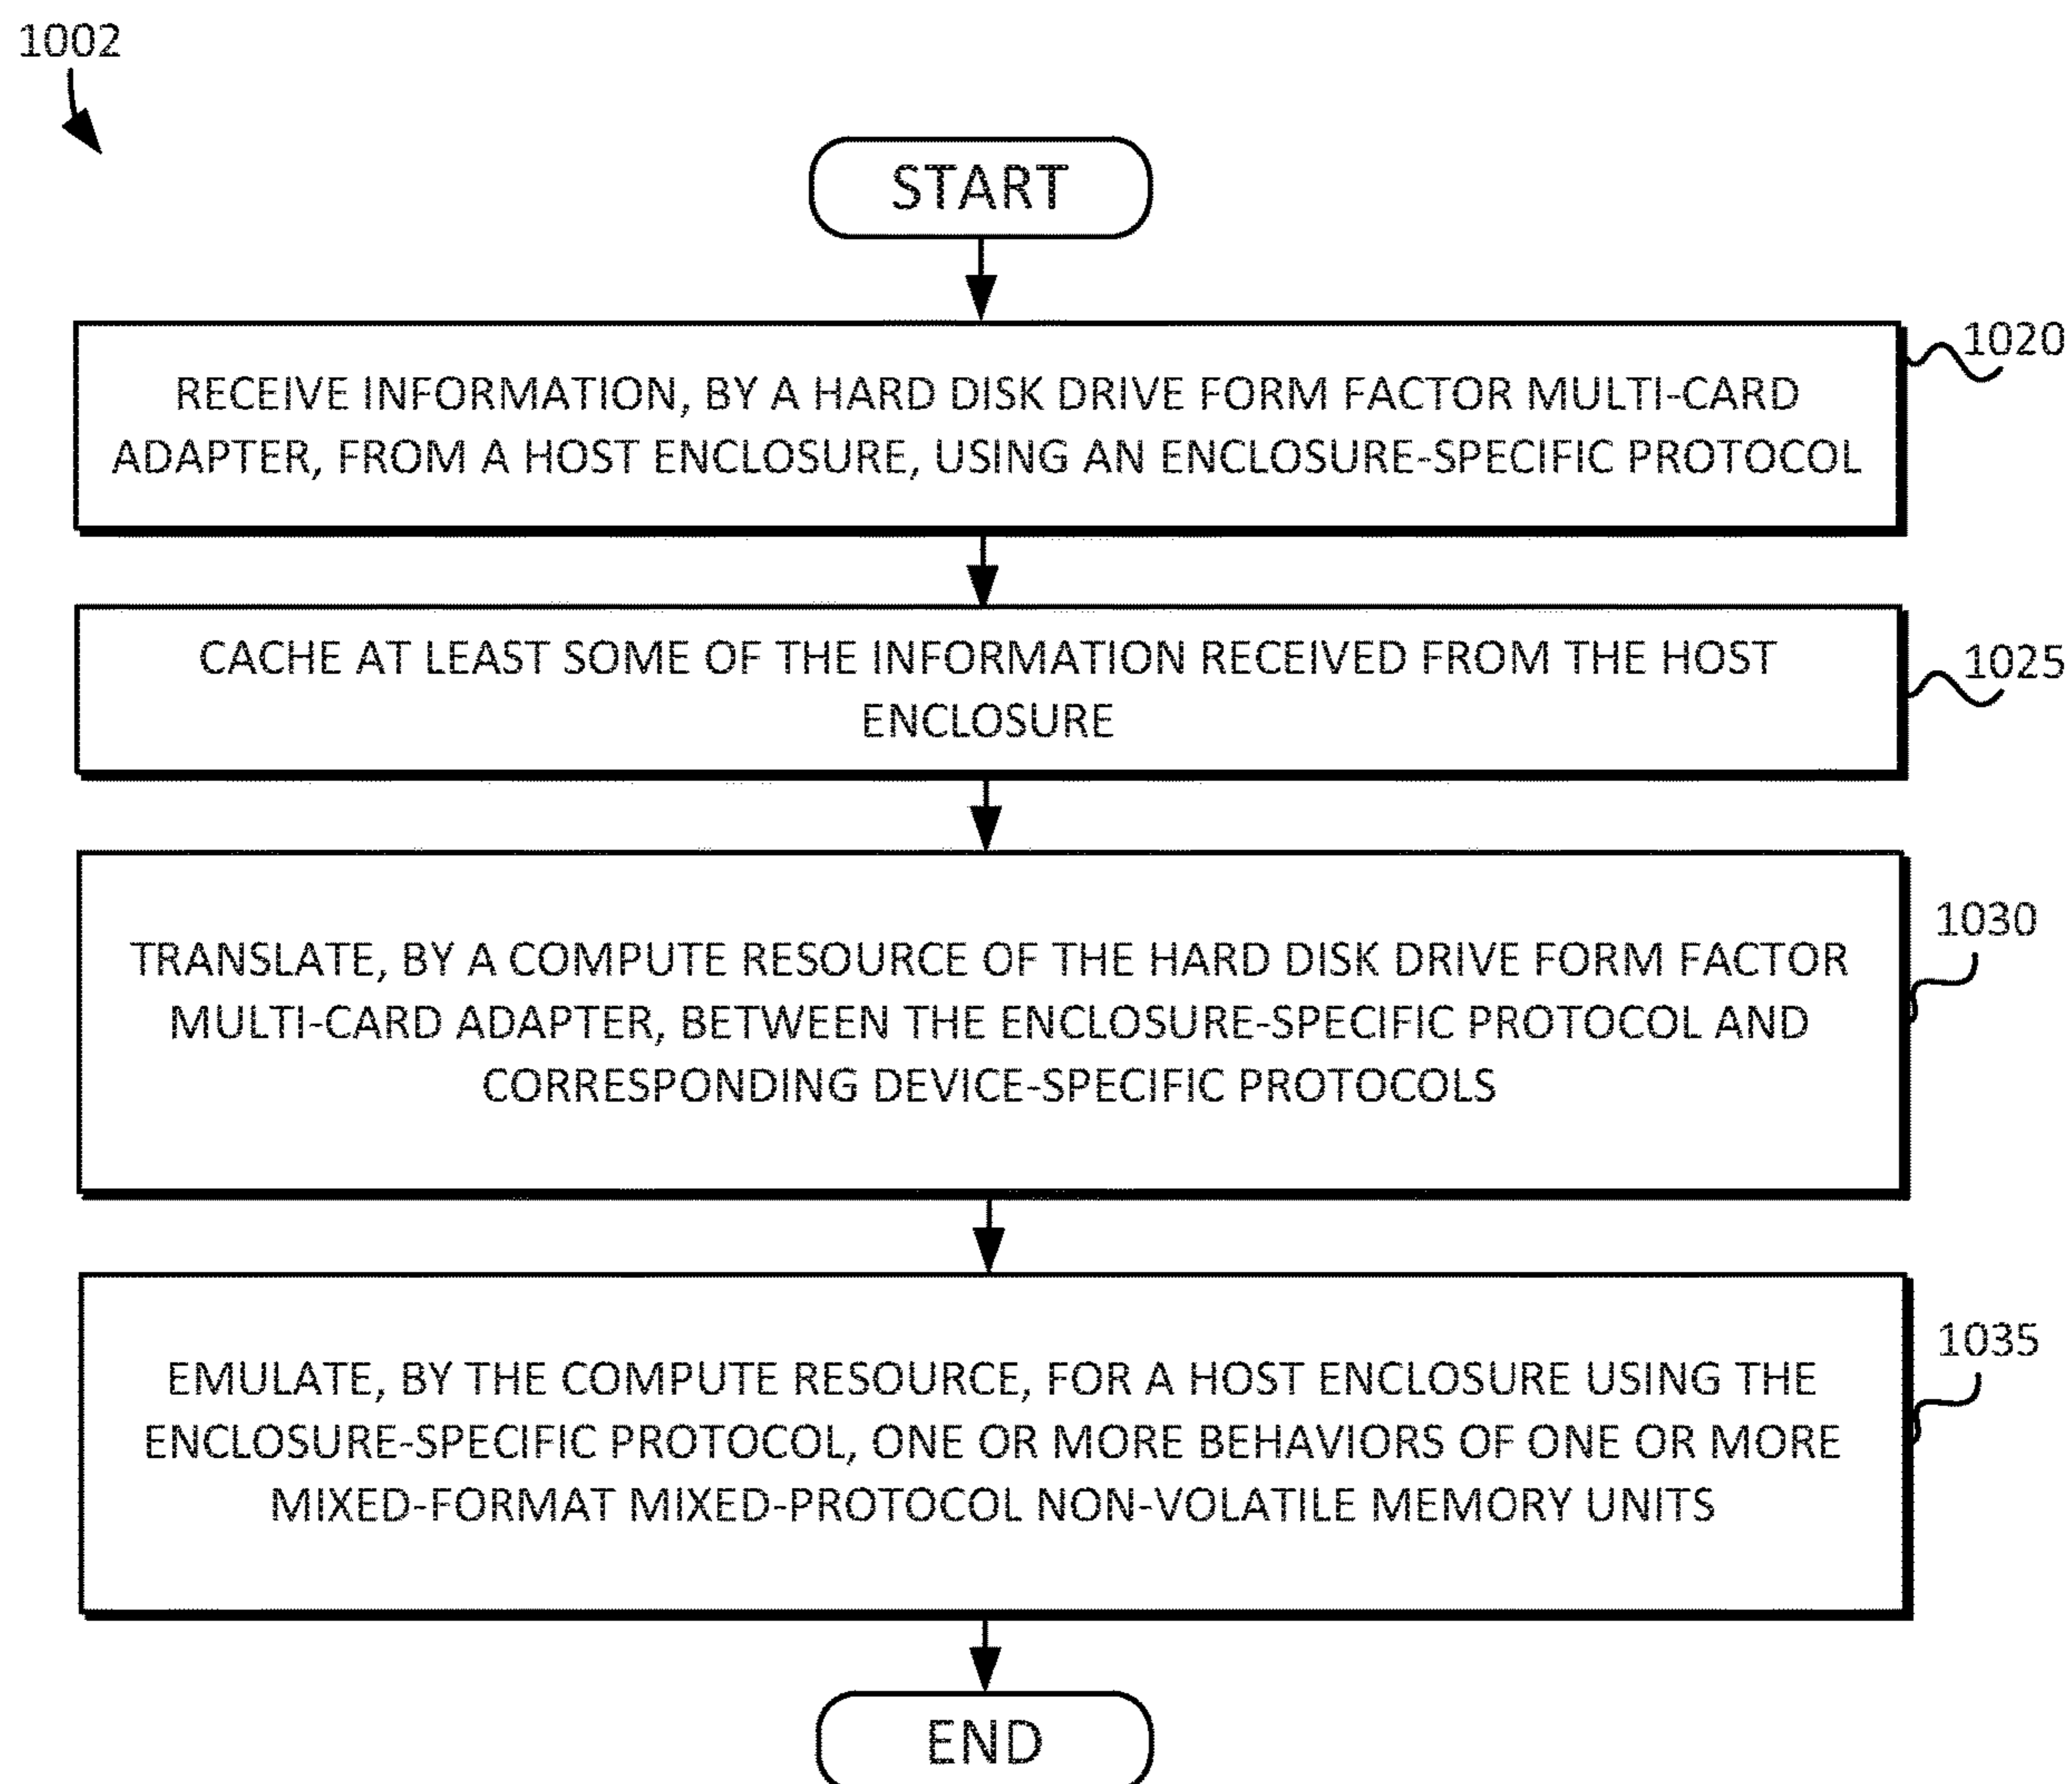 1002
START
RECEIVE INFORMATION, BY A HARD DISK DRIVE FORM FACTOR MULTI-CARD
ADAPTER, FROM A HOST ENCLOSURE, USING AN ENCLOSURE-SPECIFIC PROTOCOL
1020
CACHE AT LEAST SOME OF THE INFORMATION RECEIVED FROM THE HOST
ENCLOSURE
1025
TRANSLATE, BY A COMPUTE RESOURCE OF THE HARD DISK DRIVE FORM FACTOR
MULTI-CARD ADAPTER, BETWEEN THE ENCLOSURE-SPECIFIC PROTOCOL AND
CORRESPONDING DEVICE-SPECIFIC PROTOCOLS
1030
EMULATE, BY THE COMPUTE RESOURCE, FOR A HOST ENCLOSURE USING THE
ENCLOSURE-SPECIFIC PROTOCOL, ONE OR MORE BEHAVIORS OF ONE OR MORE
MIXED-FORMAT MIXED-PROTOCOL NON-VOLATILE MEMORY UNITS
1035
END